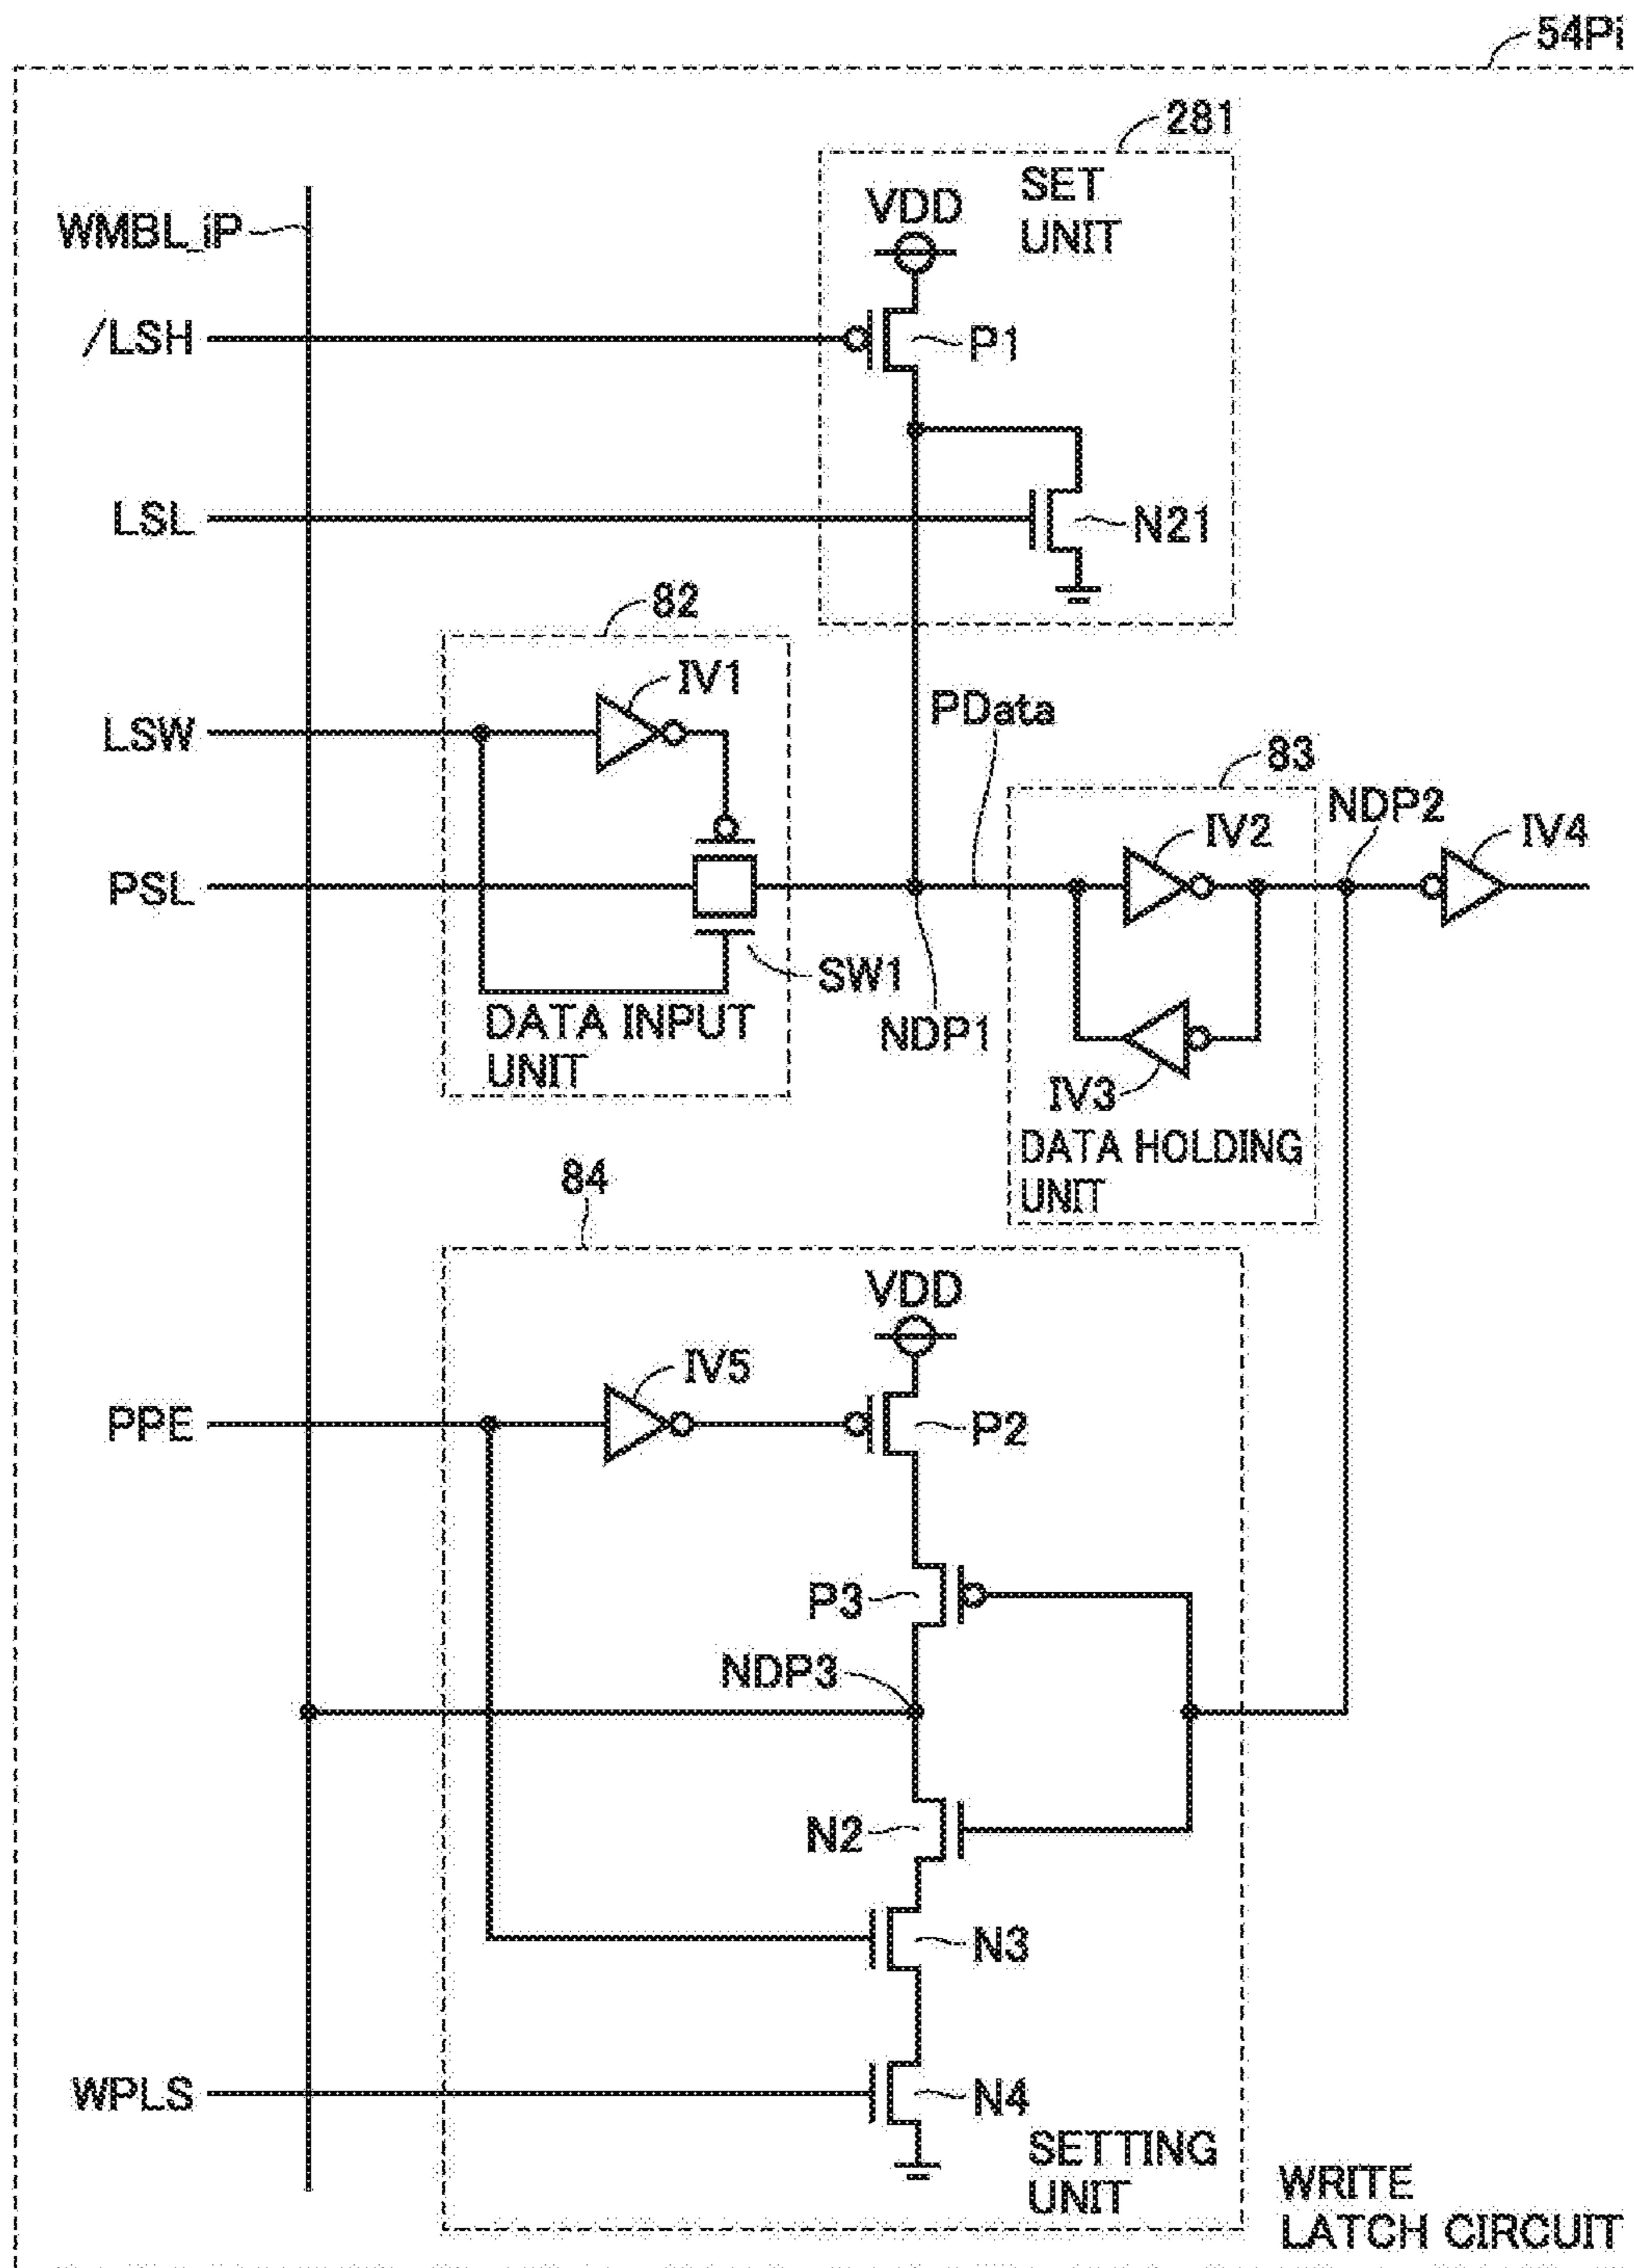 54Pi
281
SET
UNIT
VDD
WMBL_iP
/LSH
P1
LSL
N21
82
IV1
LSW
PData
83
NDP2
IV2
IV4
PSL
SW1
NDP1
DATA INPUT
UNIT
IV3
DATA HOLDING
UNIT
84
VDD
IV5
PPE
P2
P3
NDP3
N2
N3
WPLS
N4
SETTING
UNIT
WRITE
LATCH CIRCUIT